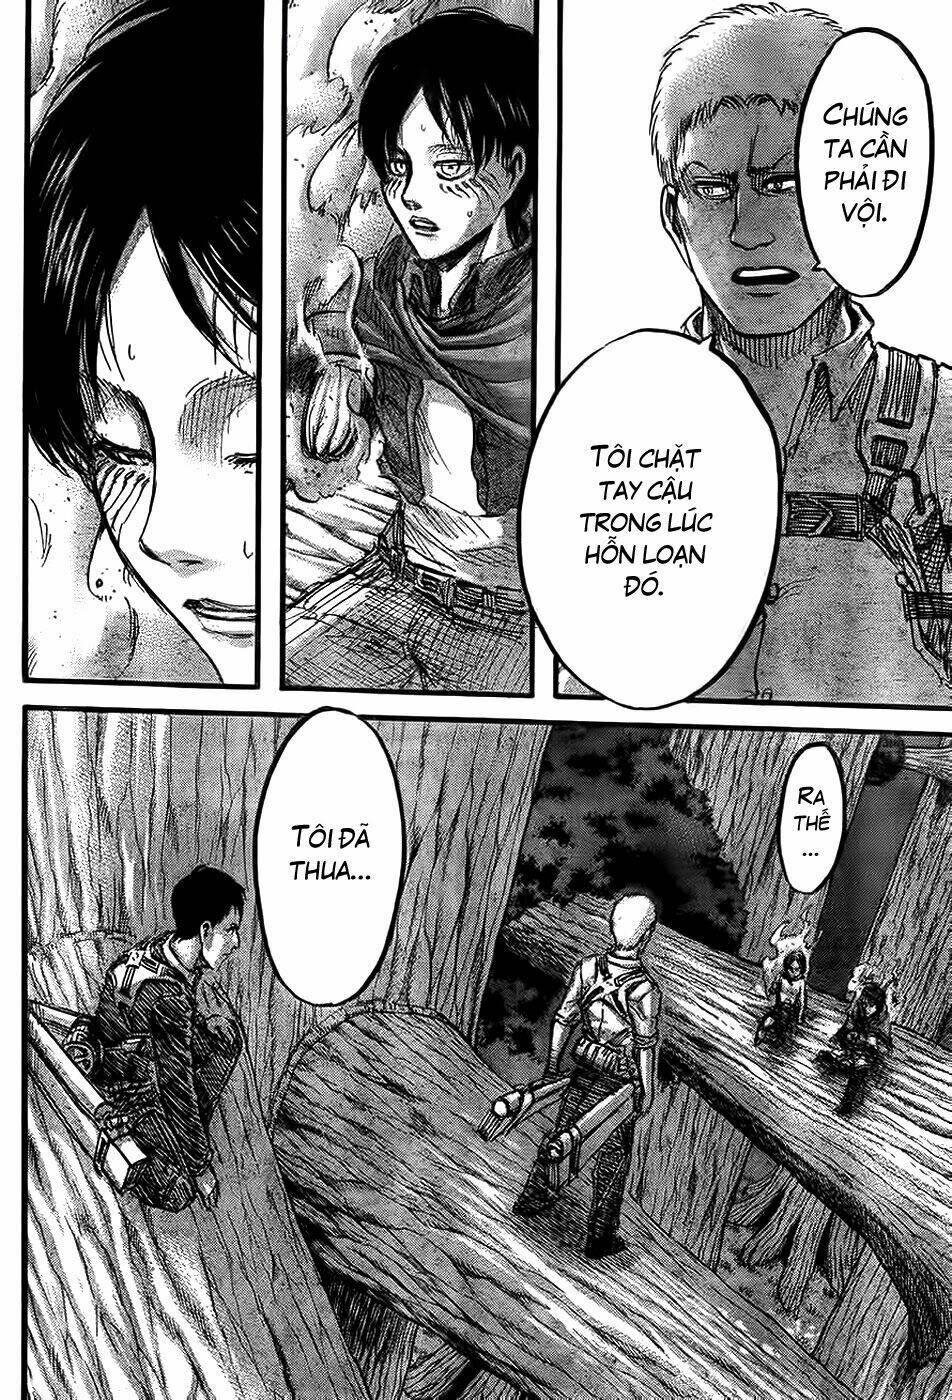 CHÚNG
TA CẦN
PHẢI ĐI
VỘI.
TÔI CHẶT
TAY CẬU
TRONG LÚC
HỖN LOẠN
ĐÓ.
RA
THẾ
...
TÔI ĐÃ
THUA...